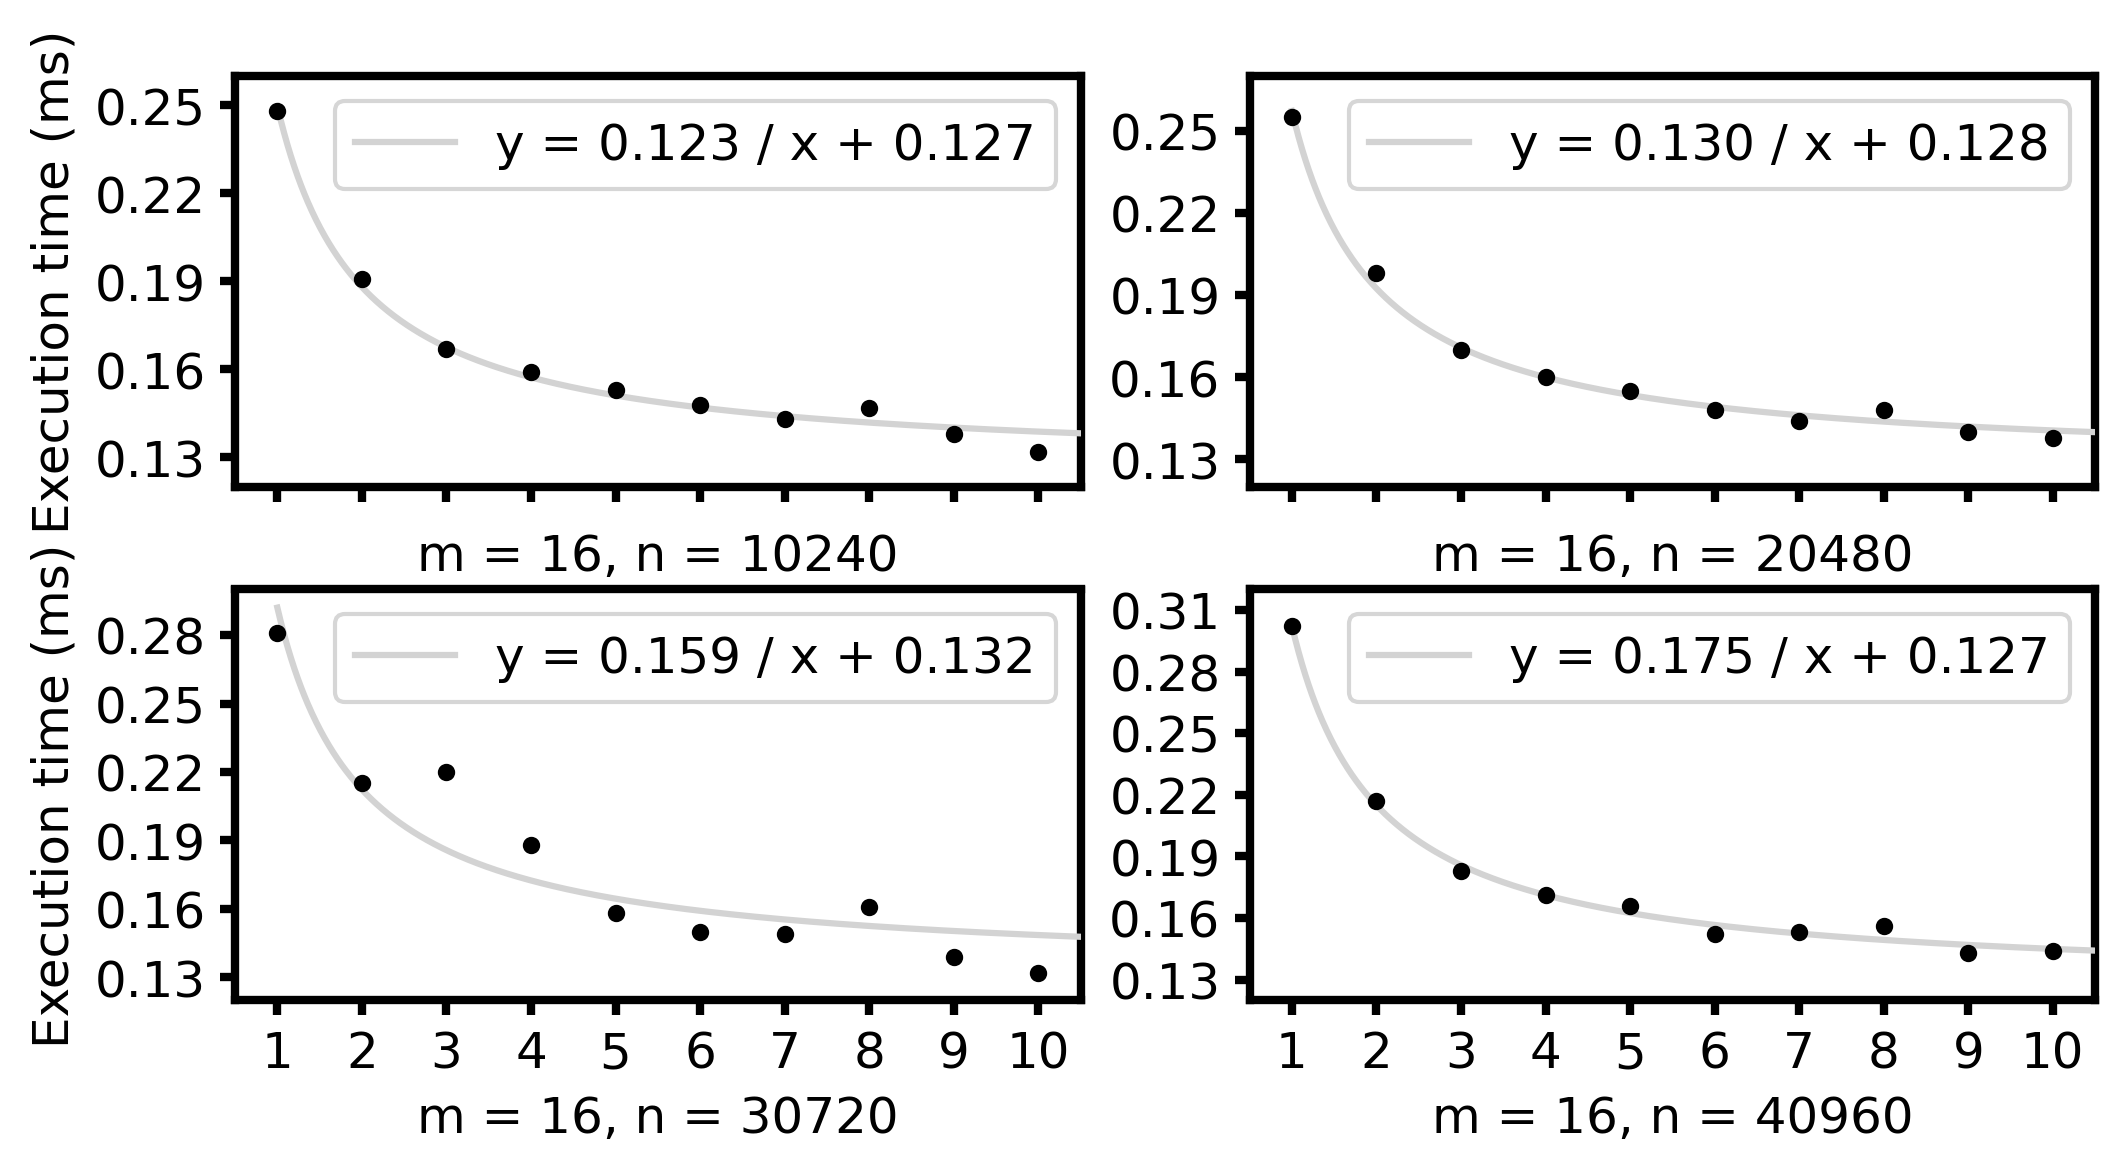 Execution time (ms)
0.25
0.22
0.19
0.16
0.13
y = 0.123 / x + 0.127
m = 16, n = 10240
0.25
0.22
0.19
0.16
0.13
y = 0.130 / x + 0.128
m = 16, n = 20480
Execution time (ms)
0.28
0.25
0.22
0.19
0.16
0.13
y = 0.159 / x + 0.132
1 2 3 4 5 6 7 8 9 10
m = 16, n = 30720
0.31
0.28
0.25
0.22
0.19
0.16
0.13
y = 0.175 / x + 0.127
1 2 3 4 5 6 7 8 9 10
m = 16, n = 40960